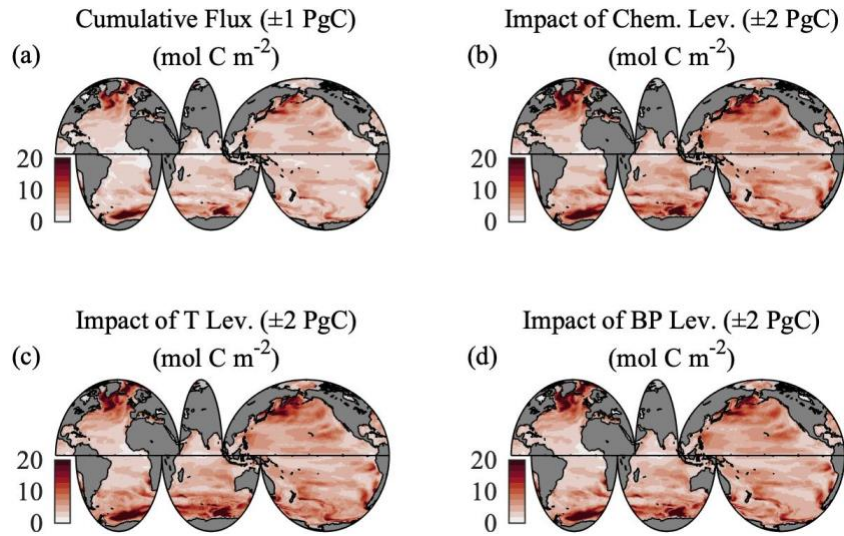 Cumulative Flux (±1 PgC)
(a) (mol C m-2)
20
10
0
Impact of Chem. Lev. (±2 PgC)
(b) (mol C m-2)
20
10
0
Impact of T Lev. (±2 PgC)
(c) (mol C m-2)
20
10
0
Impact of BP Lev. (±2 PgC)
(d) (mol C m-2)
20
10
0